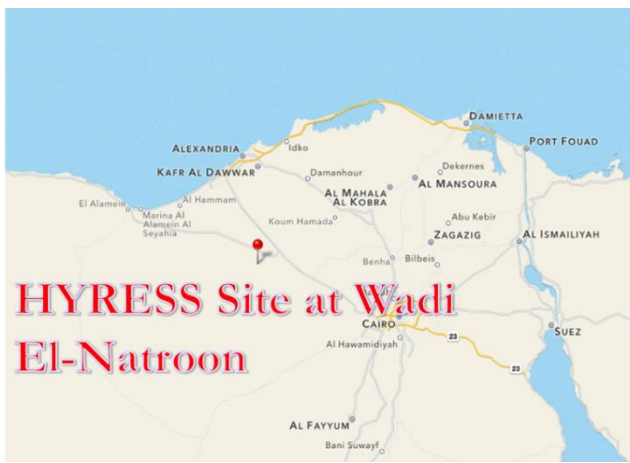 DAMIETTA
PORT FOUAD
ALEXANDRIA
Idko
KAFR AL DAWWAR
Damanhour
Dekernes
AL MANSOURA
AL MAHALA
AL KOBRA
El Alamein
Al Hammam
Marina Al
Alamein Al
Seyahia
Koum Hamada
Abu Kebir
ZAGAZIG
AL ISMAILIYAH
Benha
Bilbeis
HYRESS Site at Wadi
El-Natroon
CAIRO
SUEZ
Al Hawamidiyah
23
23
AL FAYYUM
Bani Suwayf